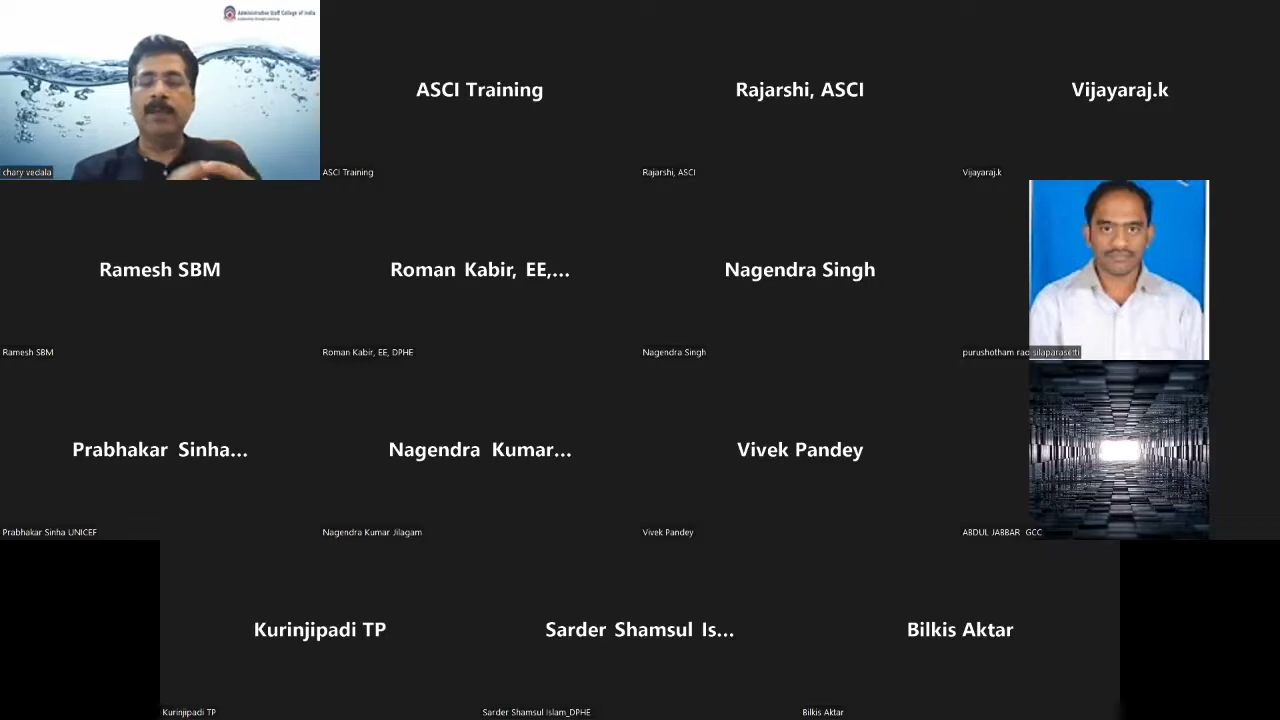 Administrative Staff College of India
ASCI Training
Rajarshi, ASCI
Vijayaraj.k
chary vedala
ASCI Training
Rajarshi, ASCI
Vijayaraj.k
Ramesh SBM
Roman Kabir, EE,...
Nagendra Singh
Ramesh SBM
Roman Kabir, EE, DPHE
Nagendra Singh
purushotham rao silaparasetti
Prabhakar Sinha...
Nagendra Kumar...
Vivek Pandey
Prabhakar Sinha UNICEF
Nagendra Kumar Jilagam
Vivek Pandey
ABDUL JABBAR GCC
Kurinjipadi TP
Sarder Shamsul Is...
Bilkis Aktar
Kurinjipadi TP
Sarder Shamsul Islam_DPHE
Bilkis Aktar